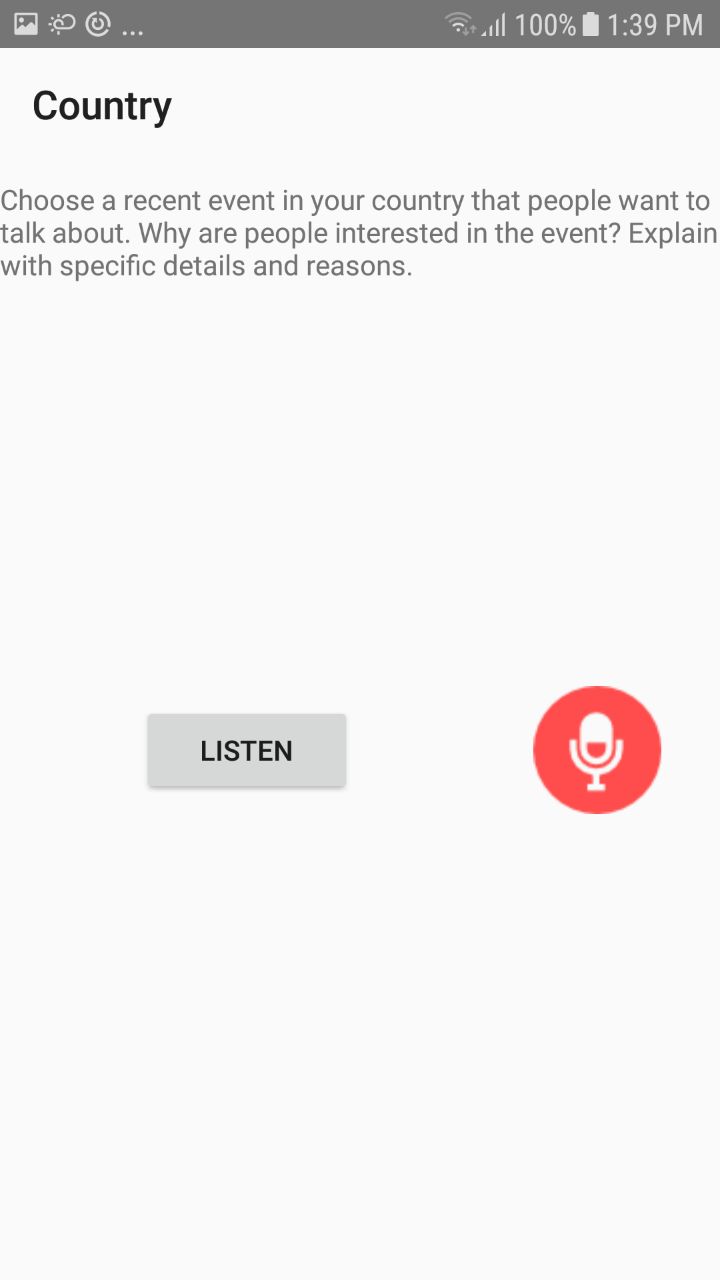 ... 100% 1:39 PM
Country
Choose a recent event in your country that people want to
talk about. Why are people interested in the event? Explain
with specific details and reasons.
LISTEN